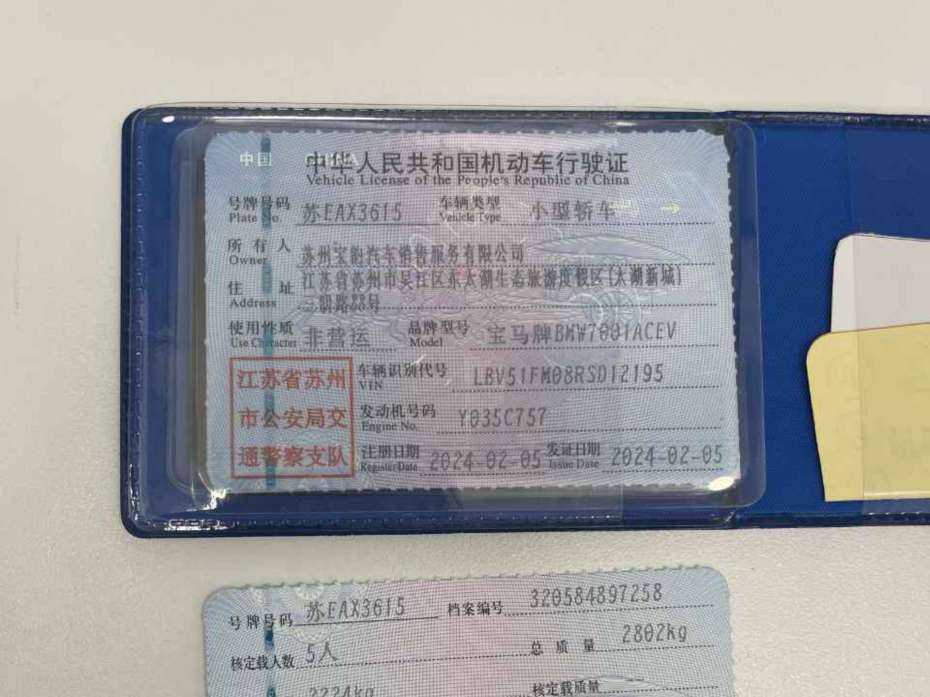 中国 CHINA
中华人民共和国机动车行驶证
Vehicle License of the People's Republic of China
号牌号码 苏EAX3615 车辆类型 小型轿车
Plate No. Vehicle Type
所有人 苏州宝韵汽车销售服务有限公司
Owner
住址 江苏省苏州市吴江区东太湖生态旅游度假区(太湖新城)
Address 三明路88号
使用性质 非营运 品牌型号 宝马牌BMW7001ACEV
Use Character Model
江苏省苏州
市公安局交
通警察支队
车辆识别代号 LBV51FM08RSD12195
VIN
发动机号码 Y035C757
Engine No.
注册日期 2024-02-05 发证日期 2024-02-05
Register Date Issue Date
号牌号码 苏EAX3615 档案编号 320584897258
核定载人数 5人 总质量 2802kg
2224kg 核定载质量